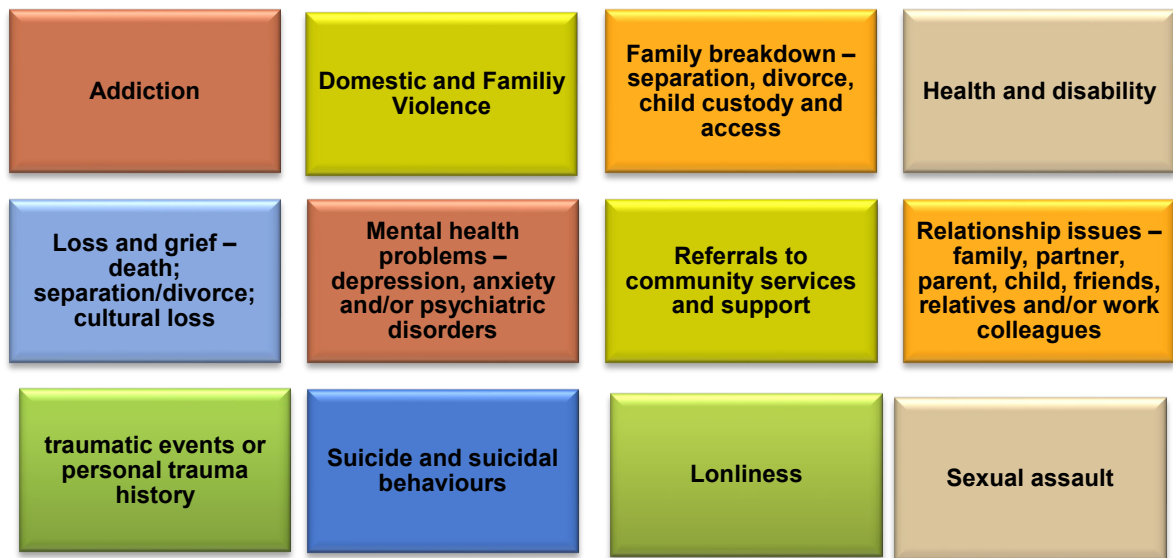 Addiction
Domestic and Familiy
Violence
Family breakdown –
separation, divorce,
child custody and
access
Health and disability
Loss and grief –
death;
separation/divorce;
cultural loss
Mental health
problems –
depression, anxiety
and/or psychiatric
disorders
Referrals to
community services
and support
Relationship issues –
family, partner,
parent, child, friends,
relatives and/or work
colleagues
traumatic events or
personal trauma
history
Suicide and suicidal
behaviours
Lonliness
Sexual assault